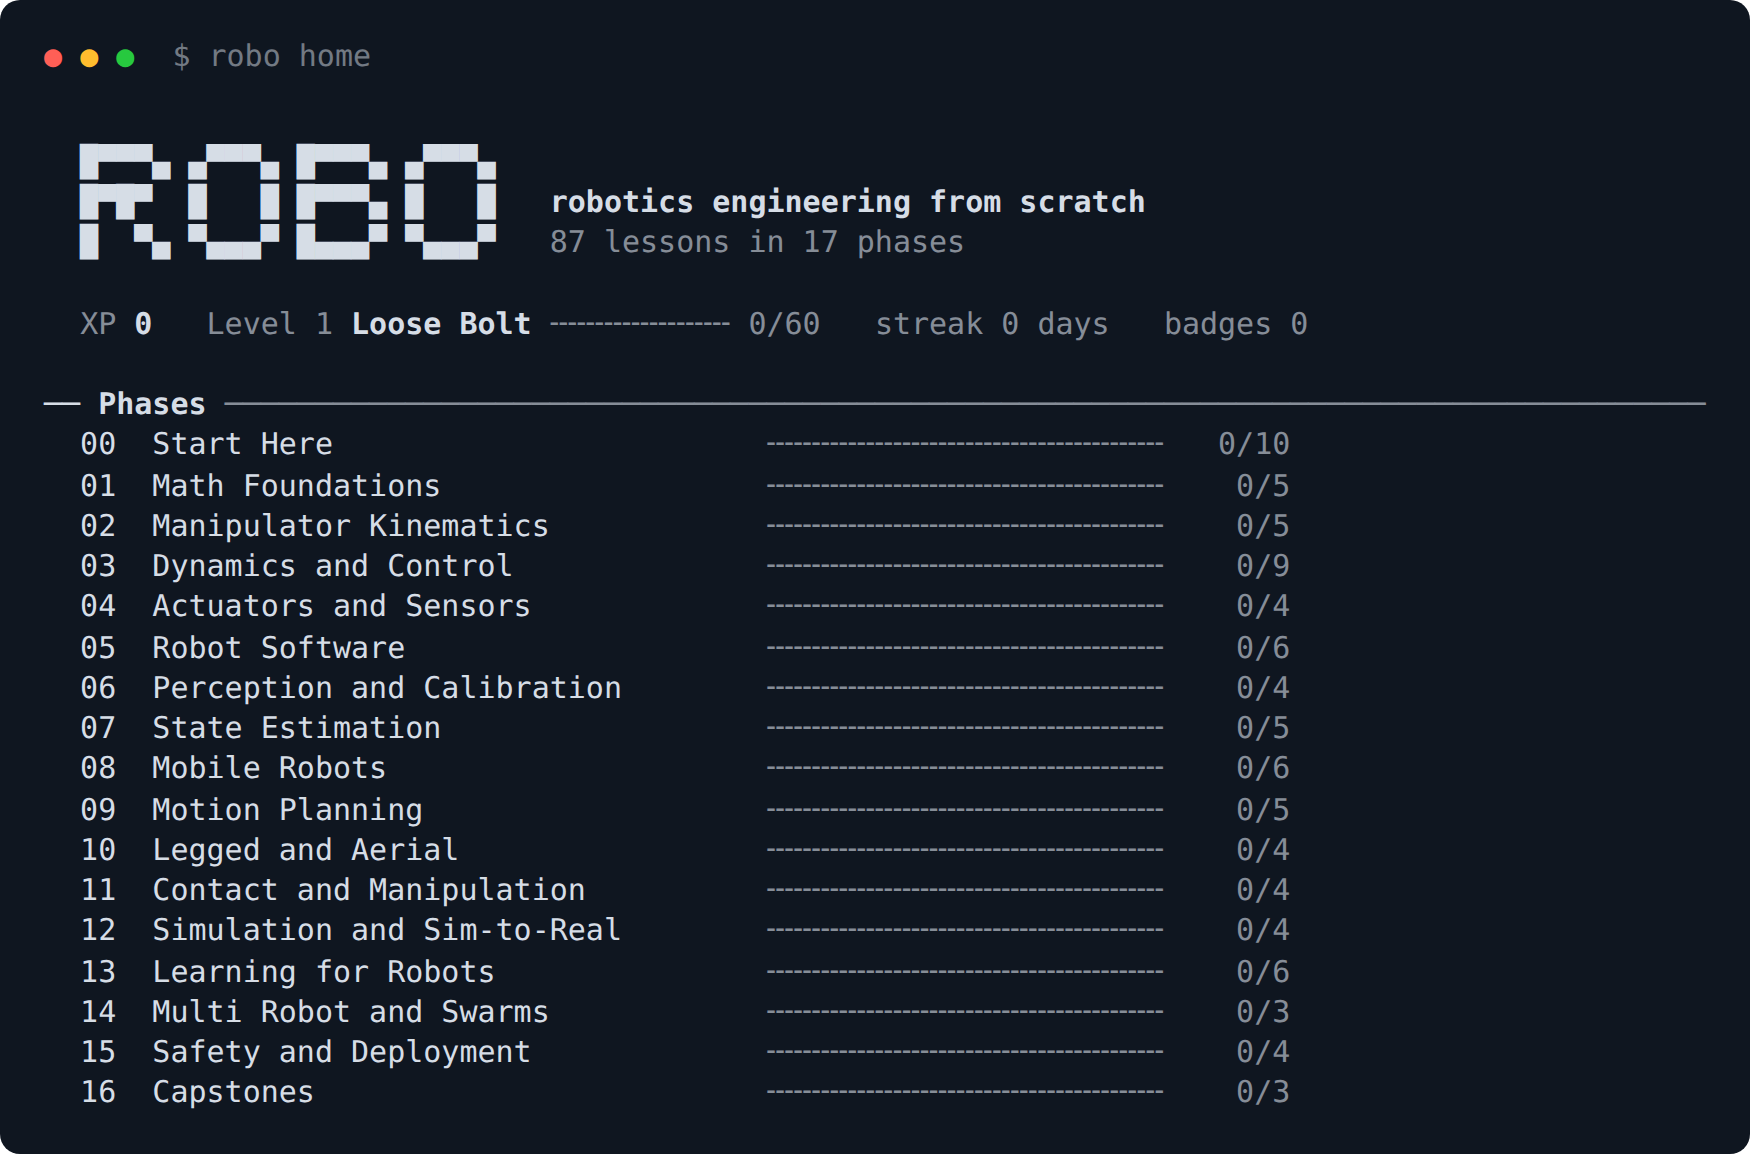 $ robo home
ROBO
robotics engineering from scratch
87 lessons in 17 phases
XP 0 Level 1 Loose Bolt 0/60 streak 0 days badges 0
Phases
00 Start Here 0/10
01 Math Foundations 0/5
02 Manipulator Kinematics 0/5
03 Dynamics and Control 0/9
04 Actuators and Sensors 0/4
05 Robot Software 0/6
06 Perception and Calibration 0/4
07 State Estimation 0/5
08 Mobile Robots 0/6
09 Motion Planning 0/5
10 Legged and Aerial 0/4
11 Contact and Manipulation 0/4
12 Simulation and Sim-to-Real 0/4
13 Learning for Robots 0/6
14 Multi Robot and Swarms 0/3
15 Safety and Deployment 0/4
16 Capstones 0/3